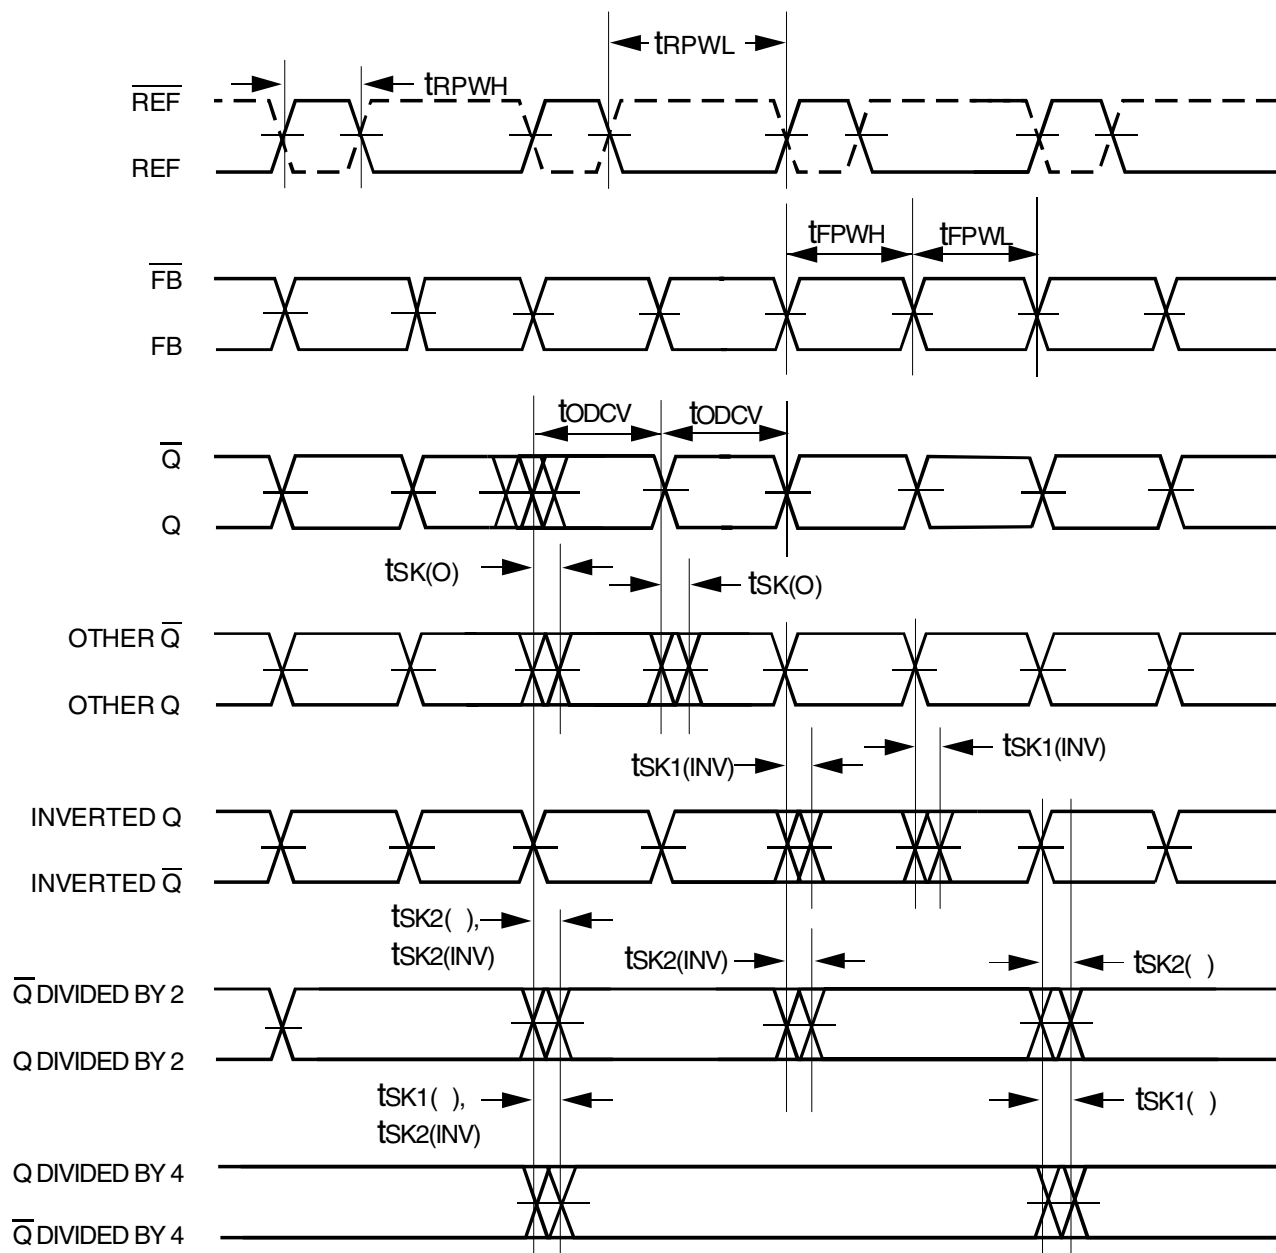 tRPWL
tRPWH
R̅E̅F̅
REF
tFPWH
tFPWL
F̅B̅
FB
tODCV
tODCV
Q̅
Q
tSK(O)
tSK(O)
OTHER Q̅
OTHER Q
tSK1(INV)
tSK1(INV)
INVERTED Q
INVERTED Q̅
tSK2( ),
tSK2(INV)
tSK2(INV)
tSK2( )
Q̅ DIVIDED BY 2
Q DIVIDED BY 2
tSK1( ),
tSK2(INV)
tSK1( )
Q DIVIDED BY 4
Q̅ DIVIDED BY 4